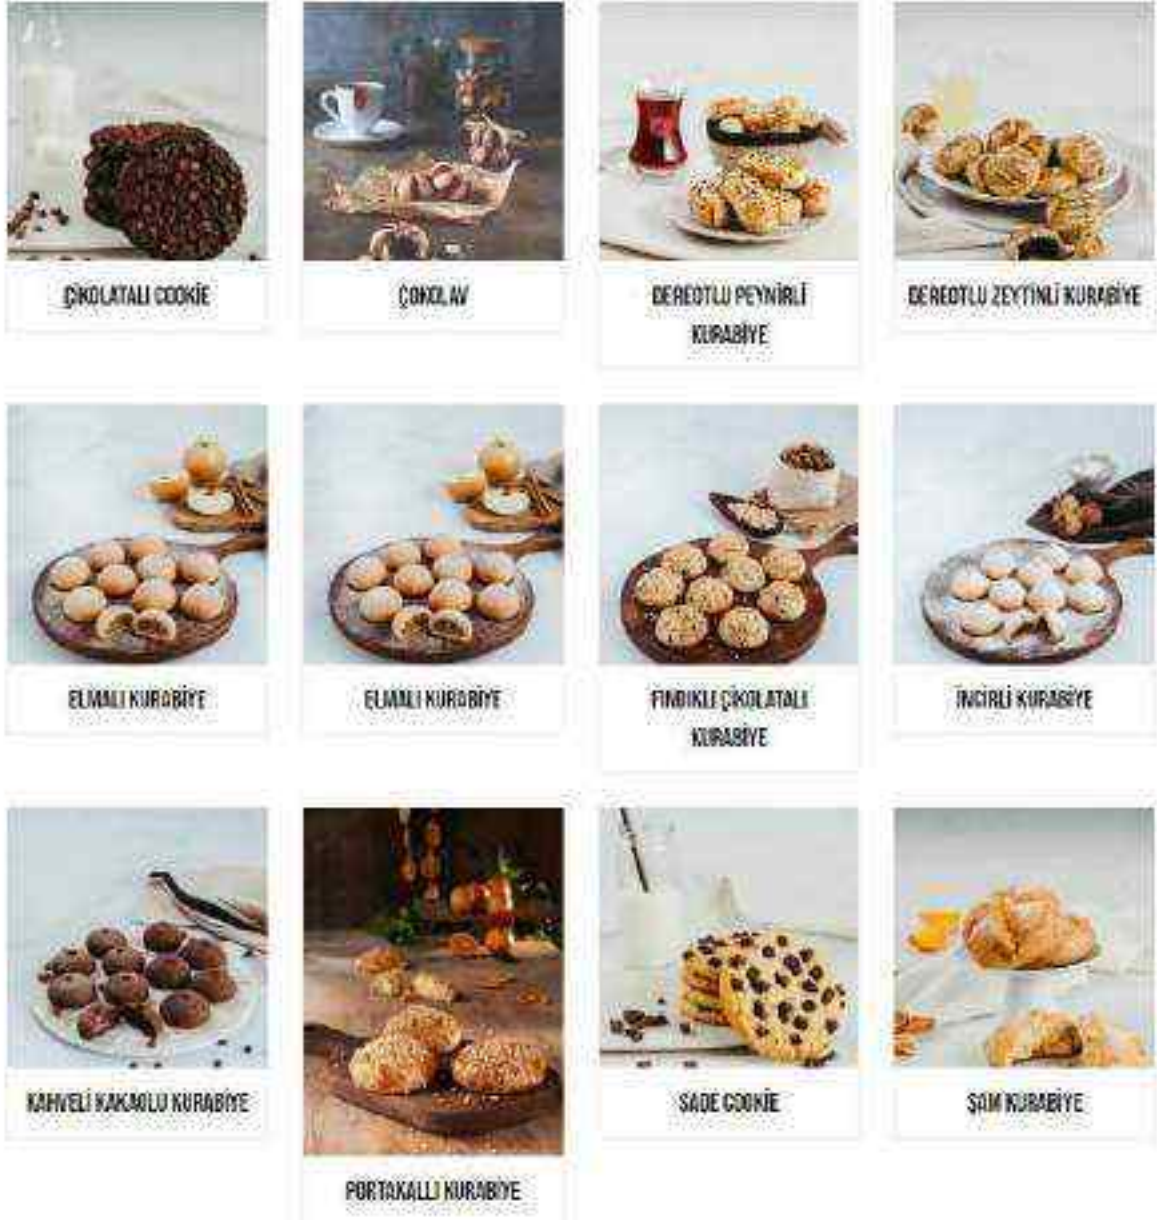 ÇİKOLATALI COOKİE
ÇOKOLAV
DEREOTLU PEYNİRLİ
KURABİYE
DEREOTLU ZEYTİNLİ KURABİYE
ELMALI KURABİYE
ELMALI KURABİYE
FINDIKLI ÇİKOLATALI
KURABİYE
İNCİRLİ KURABİYE
KAHVELİ KAKAOLU KURABİYE
PORTAKALLI KURABİYE
SADE COOKİE
ŞAM KURABİYE